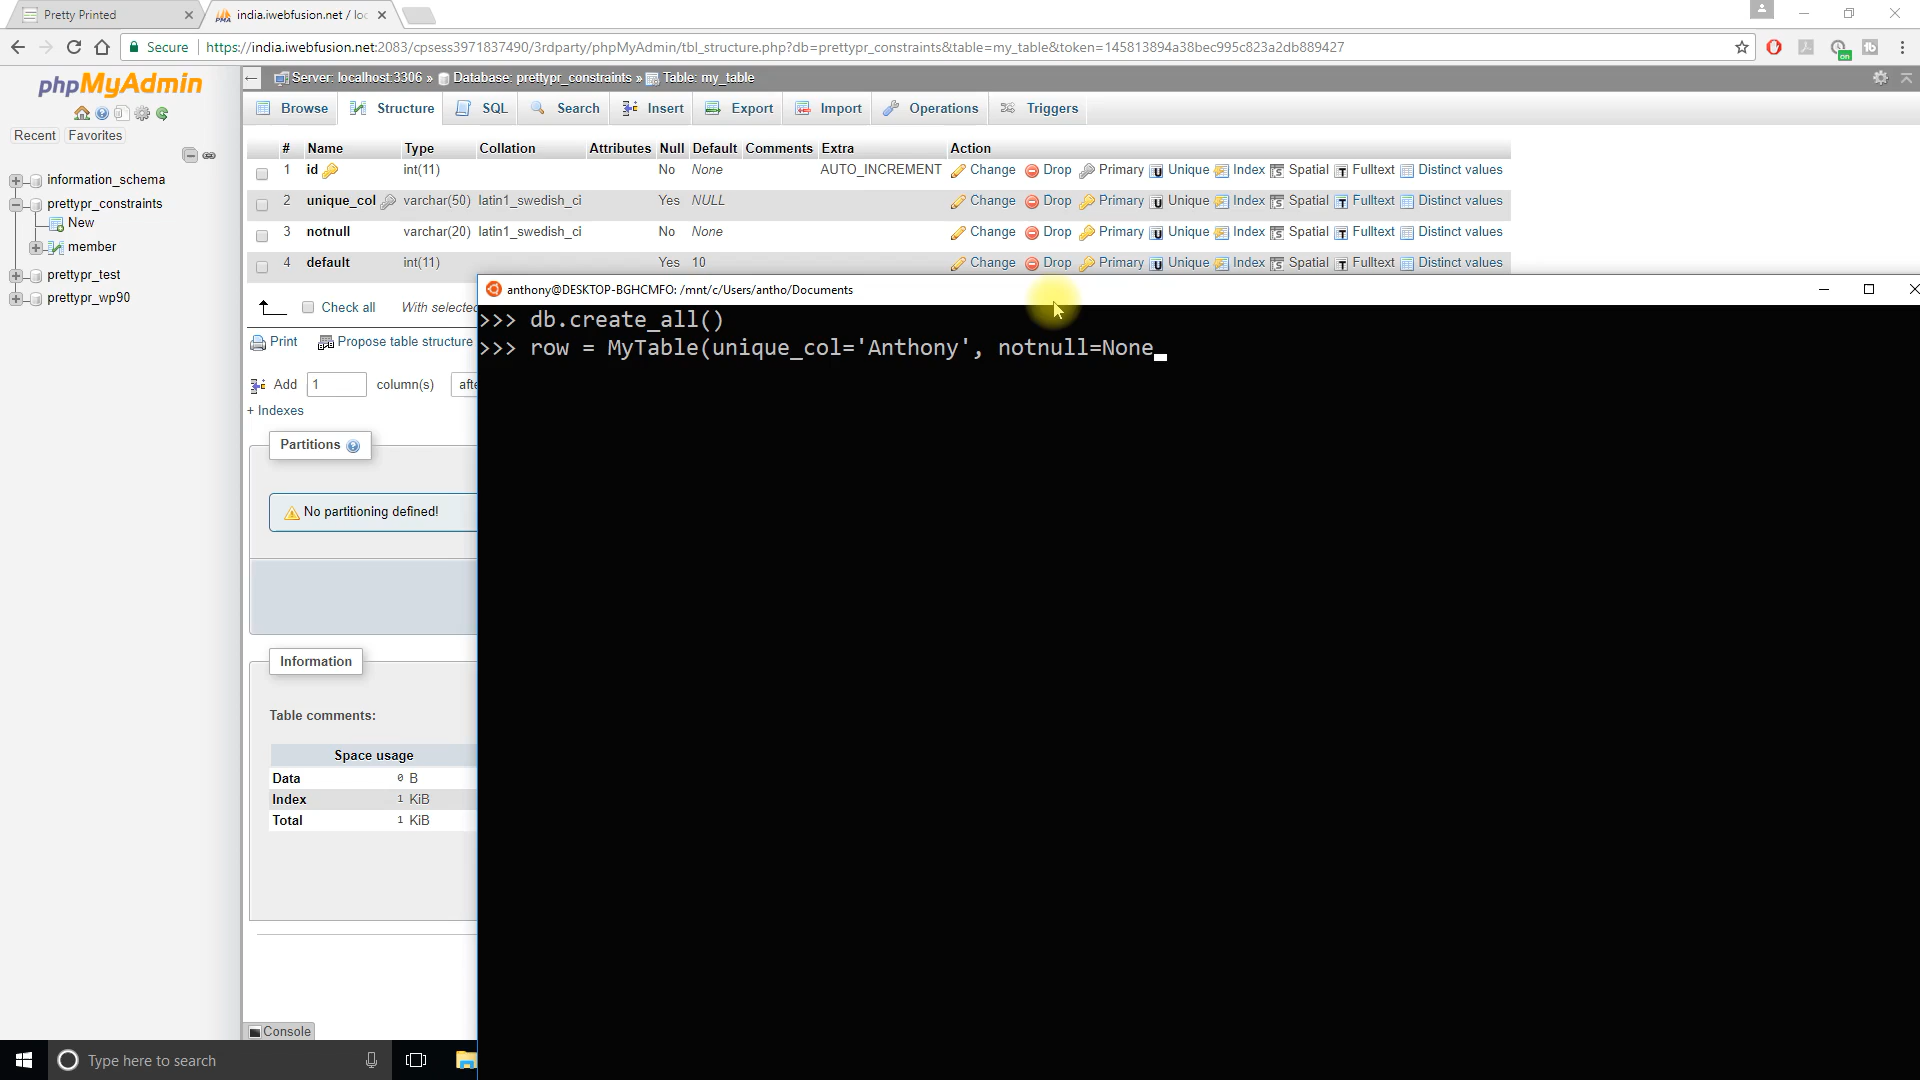 Pretty Printed
india.iwebfusion.net / loc
Secure https://india.iwebfusion.net:2083/cpsess3971837490/3rdparty/phpMyAdmin/tbl_structure.php?db=prettypr_constraints&table=my_table&token=145813894a38bec995c823a2db889427
phpMyAdmin
Recent Favorites
information_schema
prettypr_constraints
New
member
prettypr_test
prettypr_wp90
Server: localhost:3306 » Database: prettypr_constraints » Table: my_table
Browse Structure SQL Search Insert Export Import Operations Triggers
# Name Type Collation Attributes Null Default Comments Extra Action
1 id int(11) No None AUTO_INCREMENT Change Drop Primary Unique Index Spatial Fulltext Distinct values
2 unique_col varchar(50) latin1_swedish_ci Yes NULL Change Drop Primary Unique Index Spatial Fulltext Distinct values
3 notnull varchar(20) latin1_swedish_ci No None Change Drop Primary Unique Index Spatial Fulltext Distinct values
4 default int(11) Yes 10 Change Drop Primary Unique Index Spatial Fulltext Distinct values
Check all With selected
Print Propose table structure
Add 1 column(s) afte
+ Indexes
Partitions
No partitioning defined!
Information
Table comments:
Space usage
Data 0 B
Index 1 KiB
Total 1 KiB
Console
anthony@DESKTOP-BGHCMFO: /mnt/c/Users/antho/Documents
>>> db.create_all()
>>> row = MyTable(unique_col='Anthony', notnull=None
Type here to search